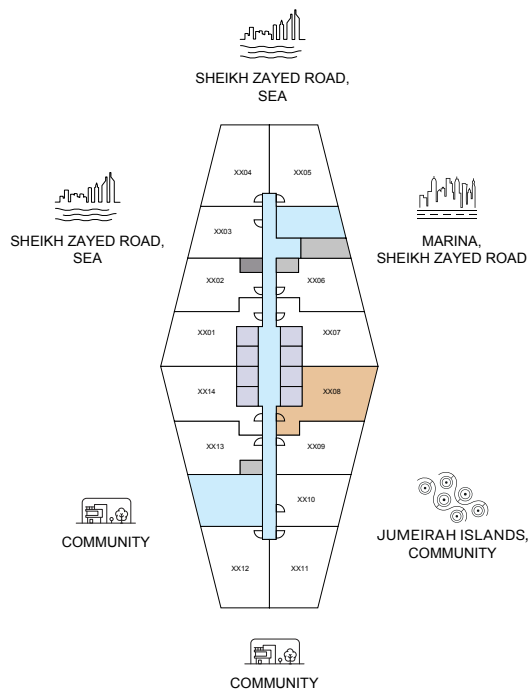 SHEIKH ZAYED ROAD,
SEA
XX04
XX05
SHEIKH ZAYED ROAD,
SEA
XX03
MARINA,
SHEIKH ZAYED ROAD
XX02
XX06
XX01
XX07
XX14
XX08
XX13
XX09
XX10
COMMUNITY
JUMEIRAH ISLANDS,
COMMUNITY
XX12
XX11
COMMUNITY